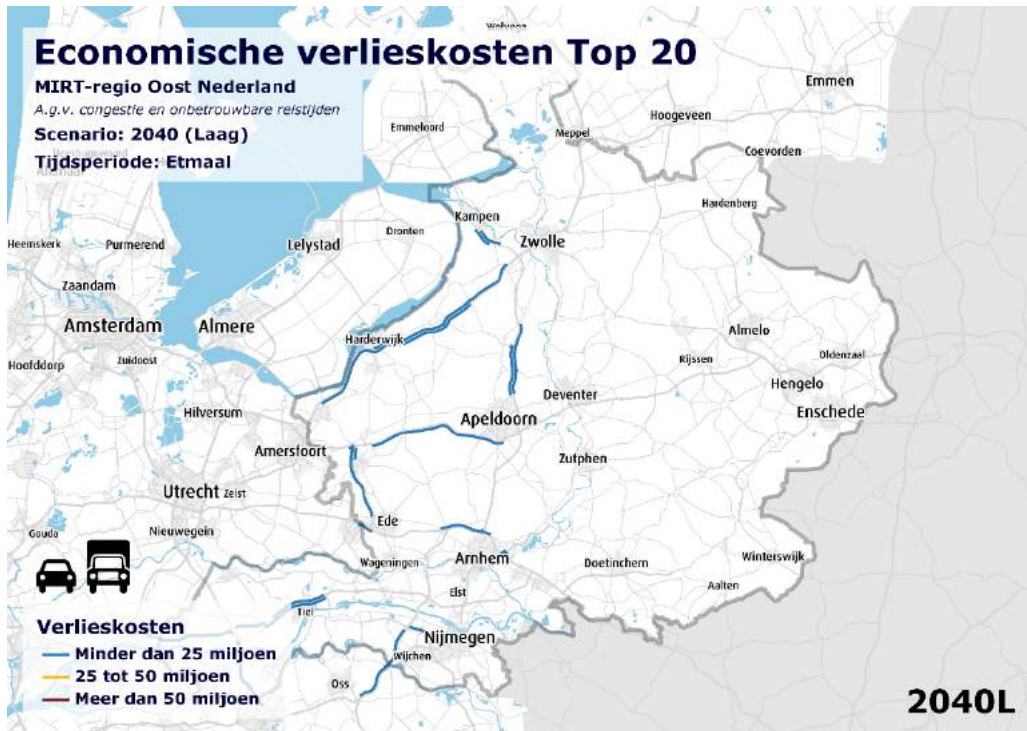 Wolvega
Economische verlieskosten Top 20
MIRT-regio Oost Nederland
A.g.v. congestie en onbetrouwbare reistijden
Scenario: 2040 (Laag)
Tijdsperiode: Etmaal
Emmen
Hoogeveen
Emmeloord
Meppel
Coevorden
Hardenberg
Kampen
Dronten
Zwolle
Heemskerk
Purmerend
Lelystad
Zaandam
Amsterdam
Almere
Harderwijk
Almelo
Hoofddorp
Zuidoost
Rijssen
Oldenzaal
Hengelo
Deventer
Enschede
Hilversum
Apeldoorn
Amersfoort
Zutphen
Utrecht
Zeist
Ede
Gouda
Nieuwegein
Wageningen
Arnhem
Doetinchem
Winterswijk
Aalten
Elst
Tiel
Nijmegen
Wijchen
Oss
Verlieskosten
Minder dan 25 miljoen
25 tot 50 miljoen
Meer dan 50 miljoen
2040L